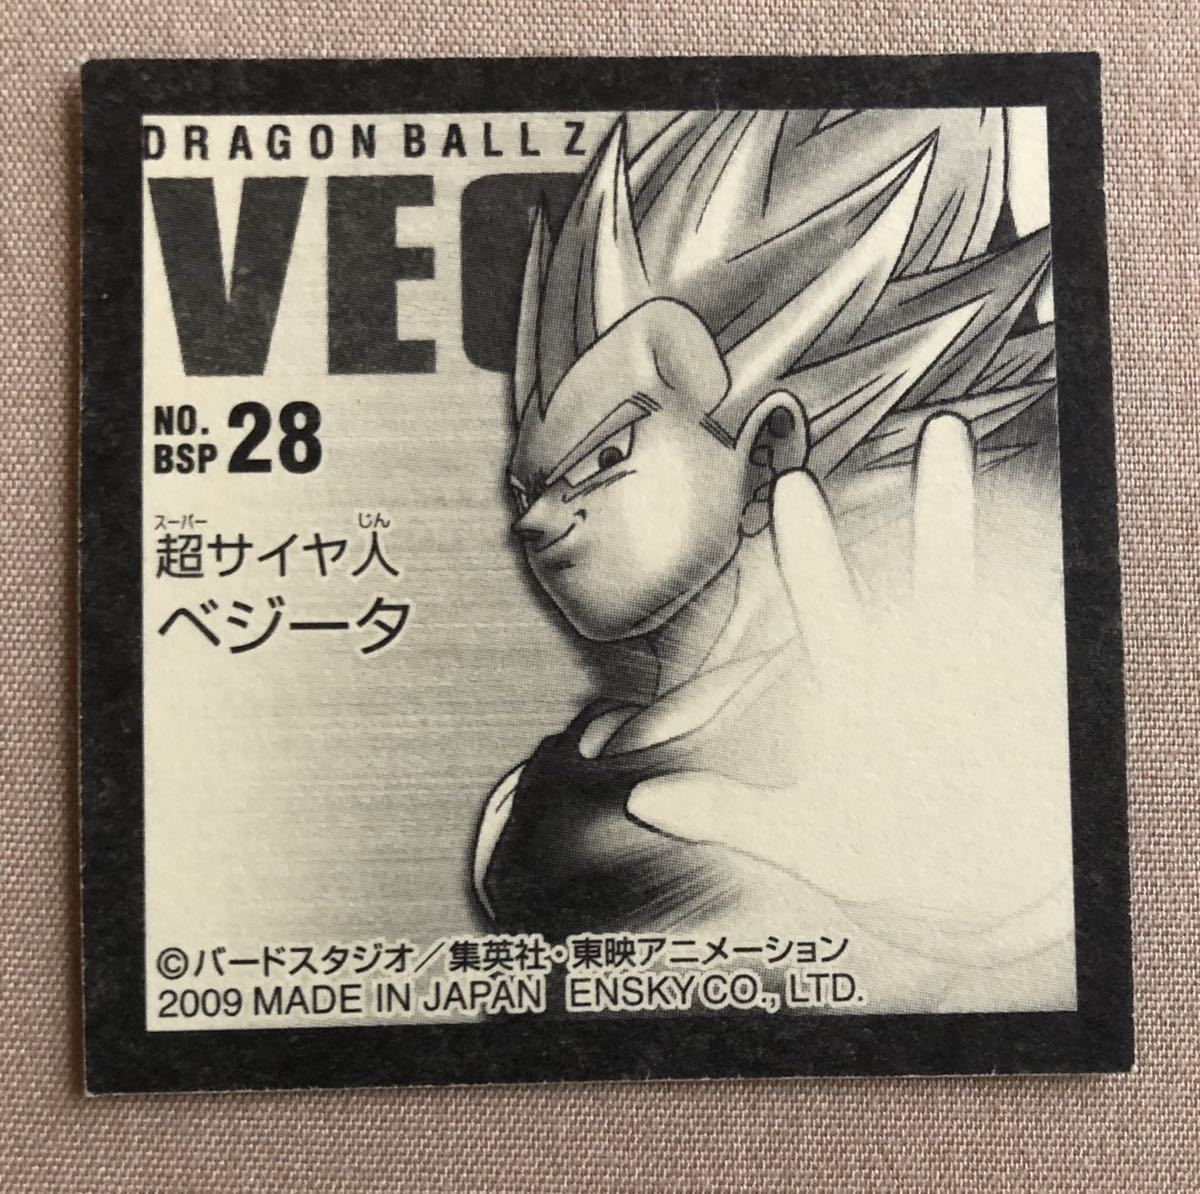 DRAGON BALL Z
VEG
NO.
BSP 28
スーパー じん
超サイヤ人
ベジータ
©バードスタジオ／集英社・東映アニメーション
2009 MADE IN JAPAN ENSKY CO., LTD.